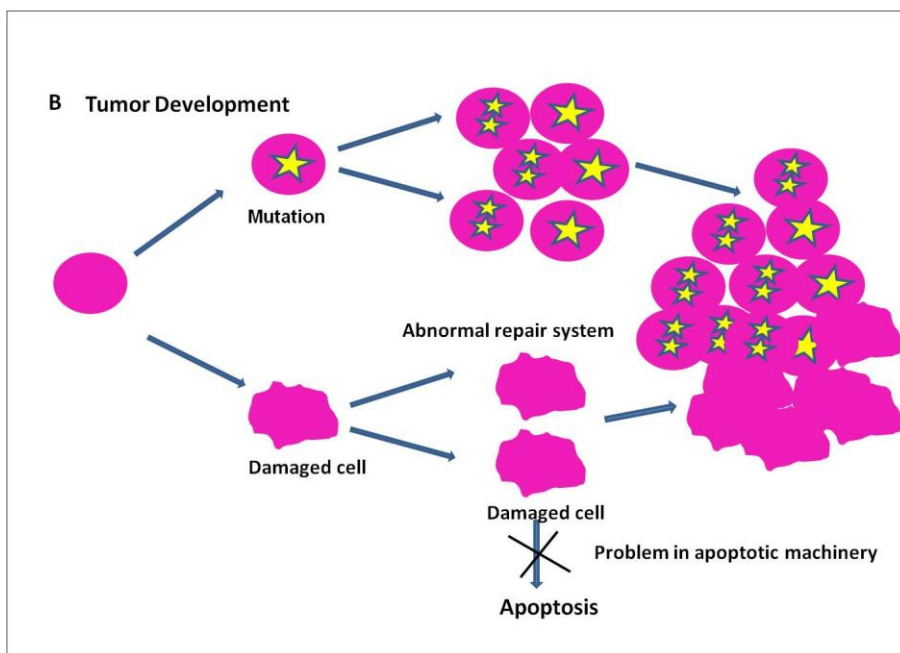 B Tumor Development
Mutation
Abnormal repair system
Damaged cell
Damaged cell
Problem in apoptotic machinery
Apoptosis